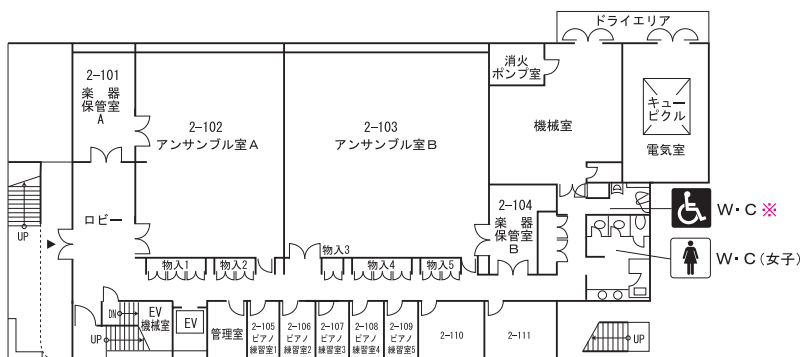 ドライエリア
2-101
楽器
保管室
A
2-102
アンサンブル室A
2-103
アンサンブル室B
消火
ポンプ室
機械室
キュー
ビクル
電気室
ロビー
UP
2-104
楽器
保管室
B
W・C ※
W・C(女子)
物入1
物入2
物入3
物入4
物入5
DN
EV
機械室
UP
EV
管理室
2-105
ピアノ
練習室1
2-106
ピアノ
練習室2
2-107
ピアノ
練習室3
2-108
ピアノ
練習室4
2-109
ピアノ
練習室5
2-110
2-111
UP